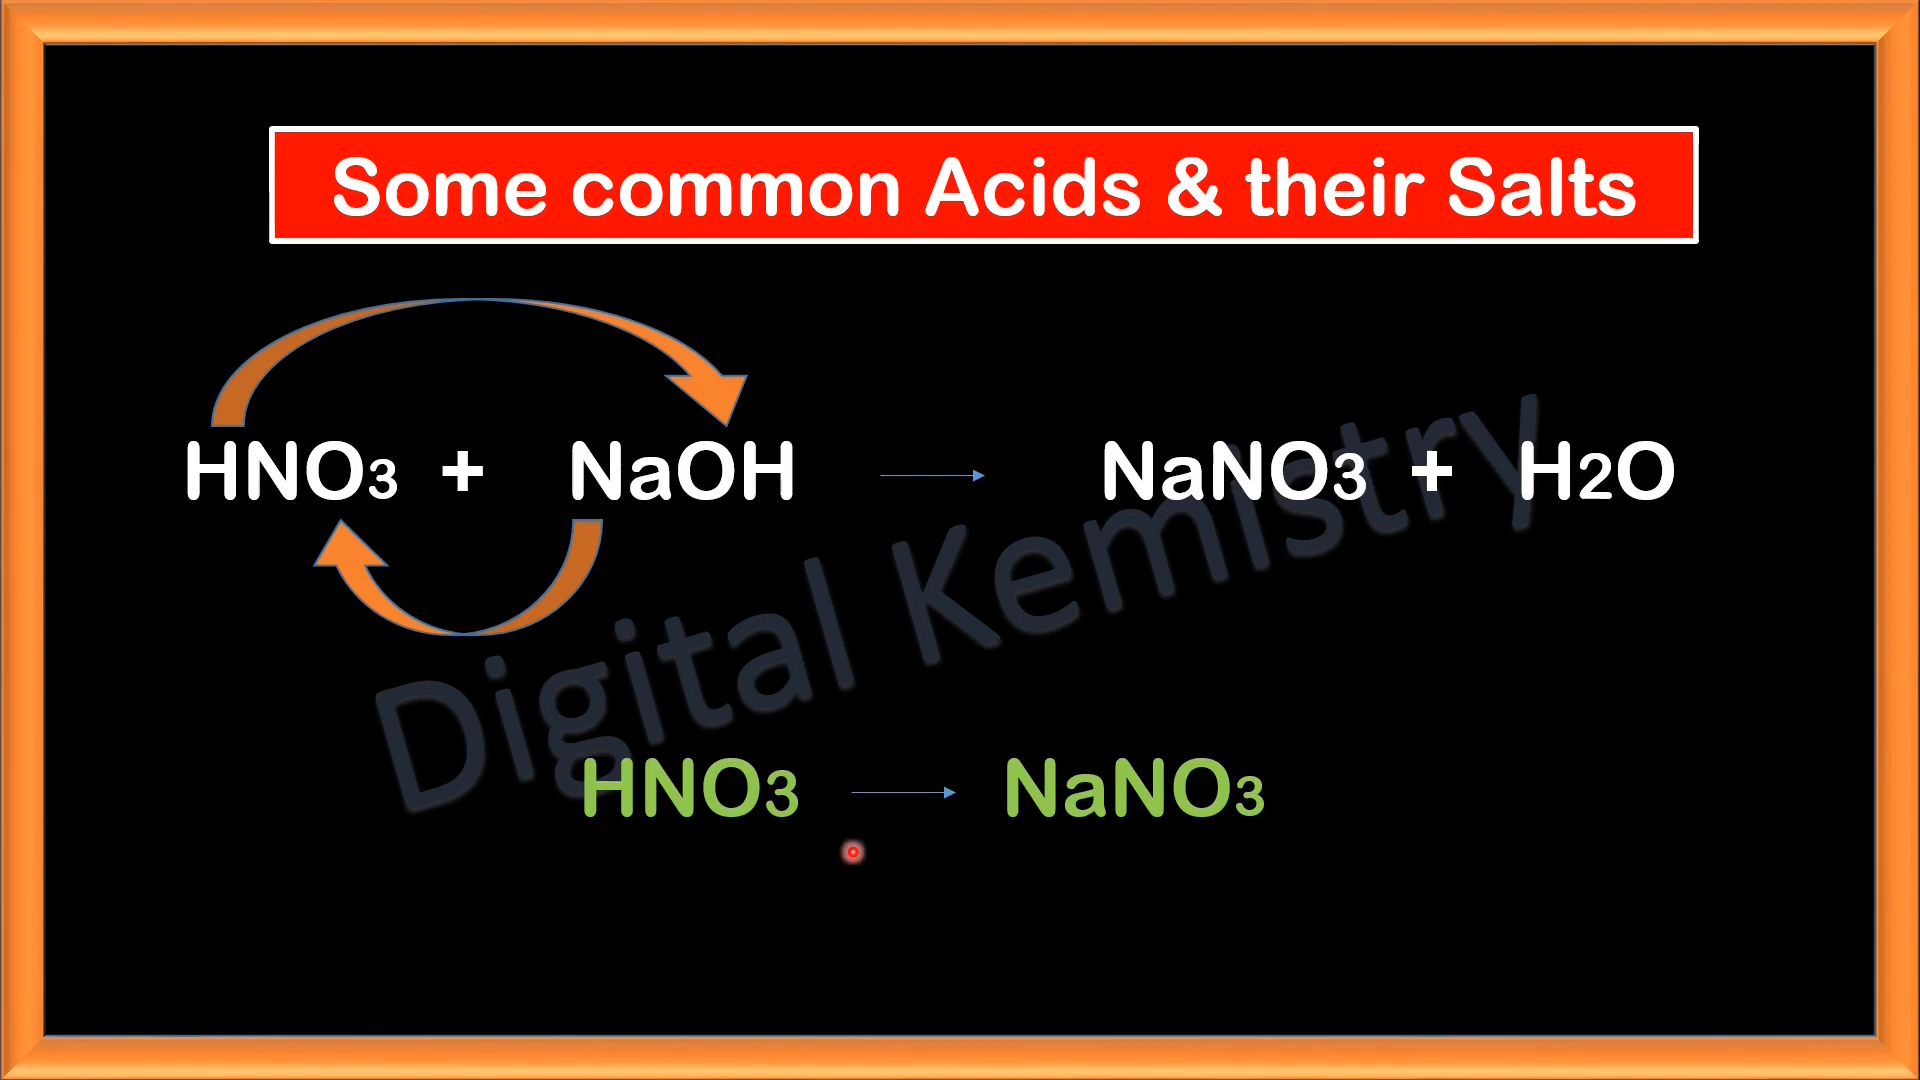 Some common Acids & their Salts
HNO3 + NaOH NaNO3 + H2O
Digital Kemistry
HNO3 NaNO3